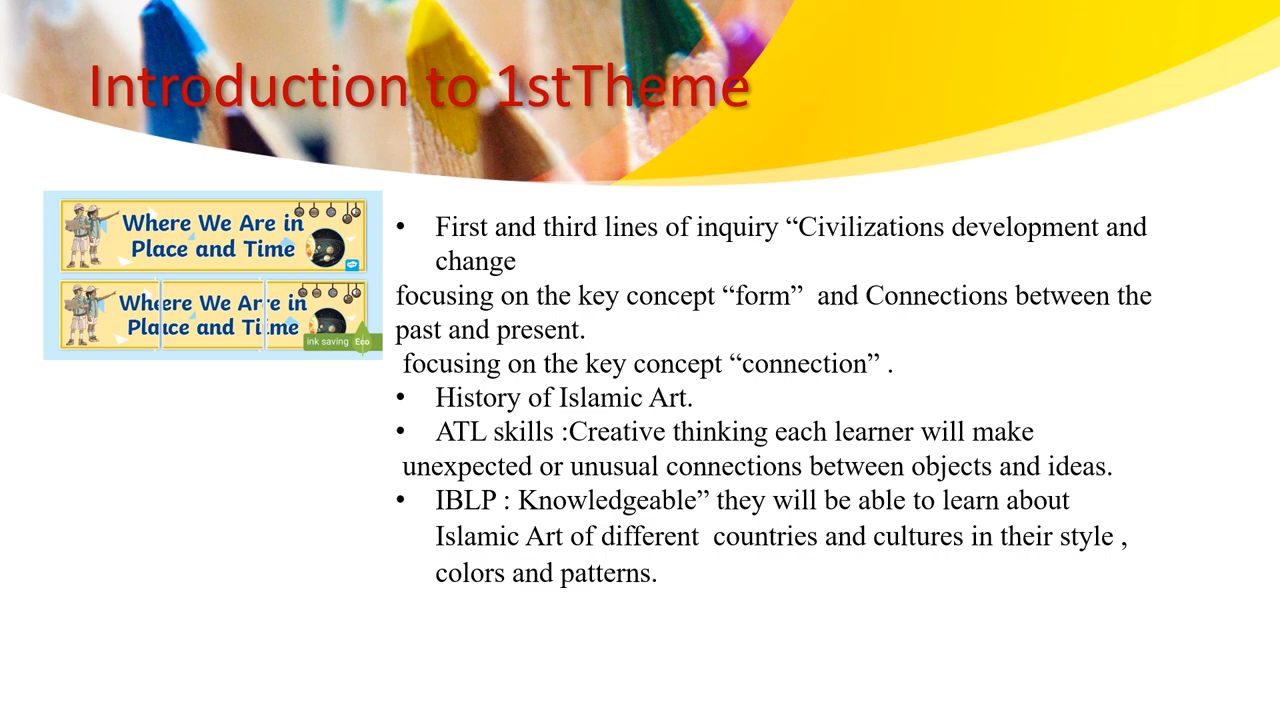 Introduction to 1stTheme
Where We Are in
Place and Time
Where We Are in
Place and Time
ink saving Eco
• First and third lines of inquiry “Civilizations development and
change
focusing on the key concept “form” and Connections between the
past and present.
focusing on the key concept “connection” .
• History of Islamic Art.
• ATL skills :Creative thinking each learner will make
unexpected or unusual connections between objects and ideas.
• IBLP : Knowledgeable” they will be able to learn about
Islamic Art of different countries and cultures in their style ,
colors and patterns.